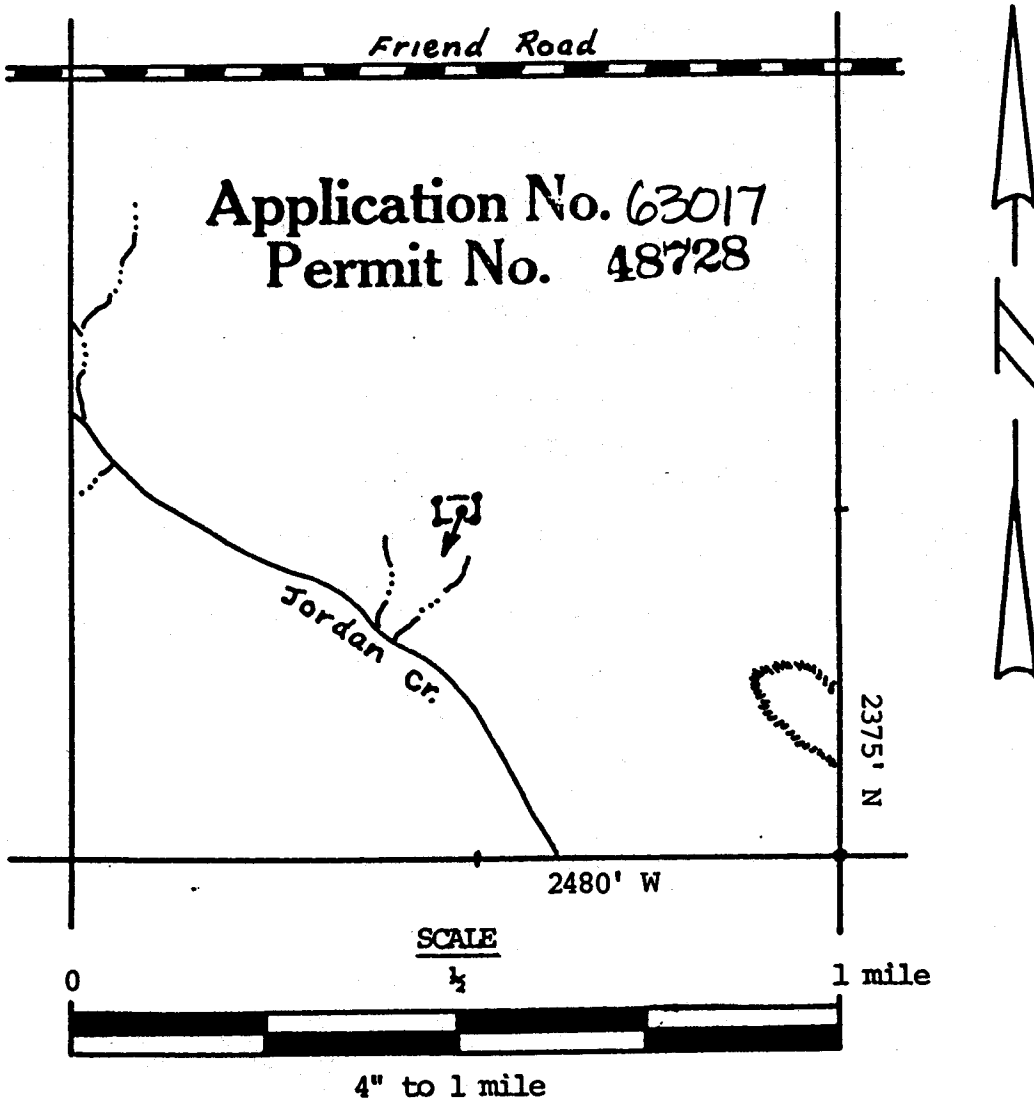 Friend Road
Application No. 63017
Permit No. 48728
Jordan Cr.
2375' N
2480' W
SCALE
0 ½ 1 mile
4" to 1 mile